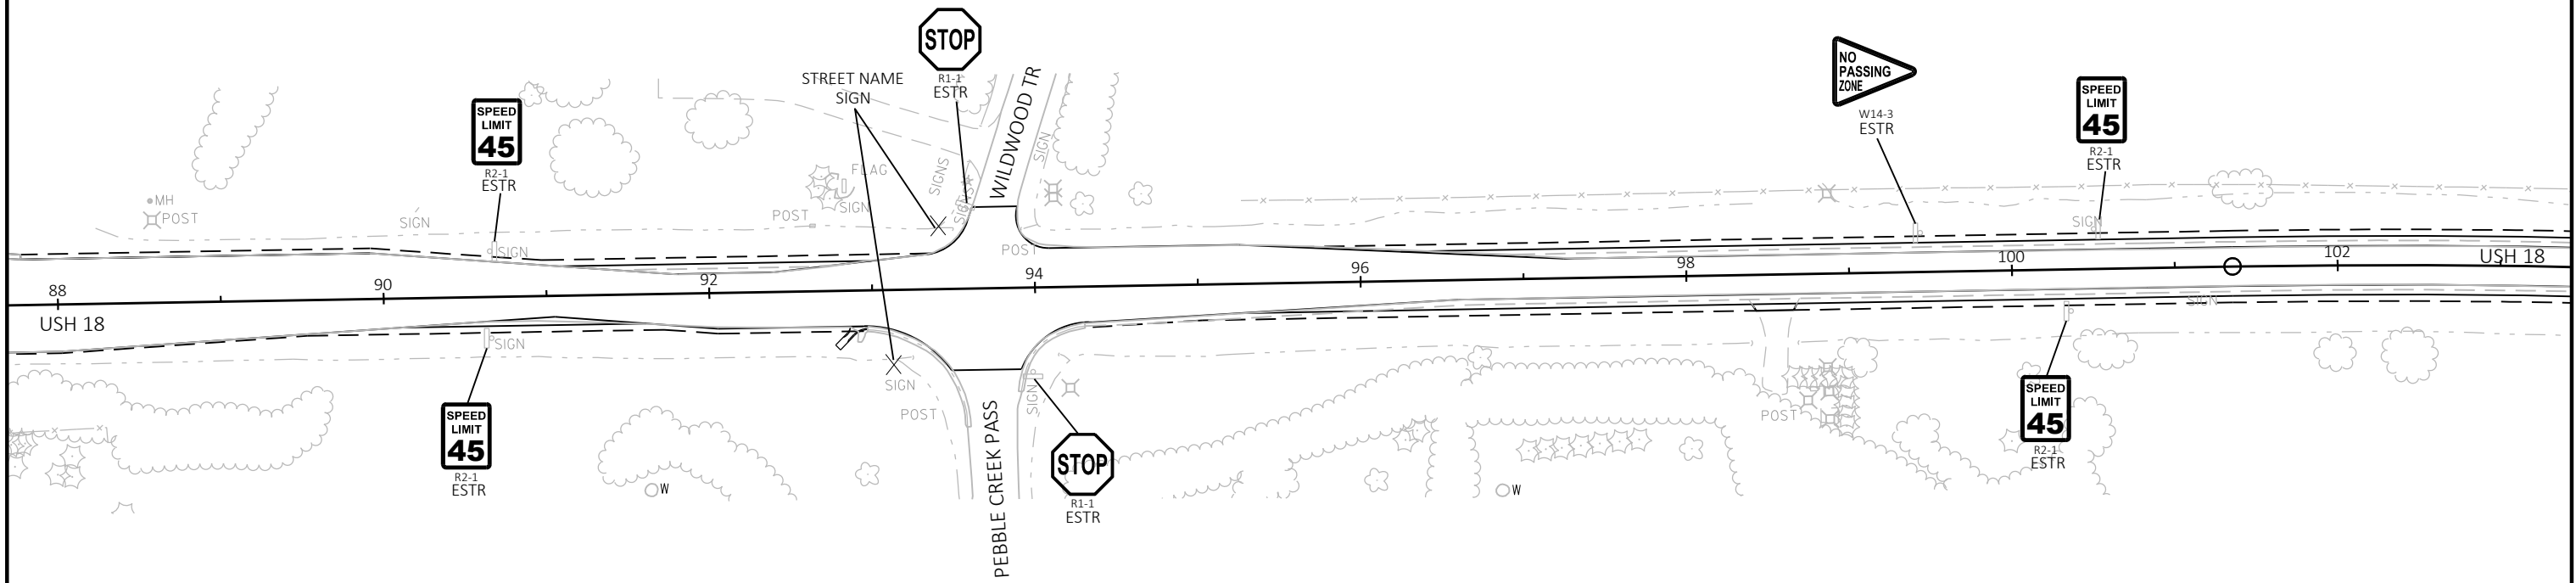 STOP
R1-1
ESTR
STREET NAME
SIGN
WILDWOOD TR
NO
PASSING
ZONE
W14-3
ESTR
SPEED
LIMIT
45
R2-1
ESTR
SPEED
LIMIT
45
R2-1
ESTR
MH
POST
SIGN
SIGN
POST
FLAG
SIGN
SIGNS
SIGNS
SIGN
POST
SIGN
88
90
92
94
96
98
100
102
USH 18
USH 18
SIGN
SIGN
SIGN
POST
SIGN
POST
SPEED
LIMIT
45
R2-1
ESTR
W
PEBBLE CREEK PASS
STOP
R1-1
ESTR
W
SPEED
LIMIT
45
R2-1
ESTR